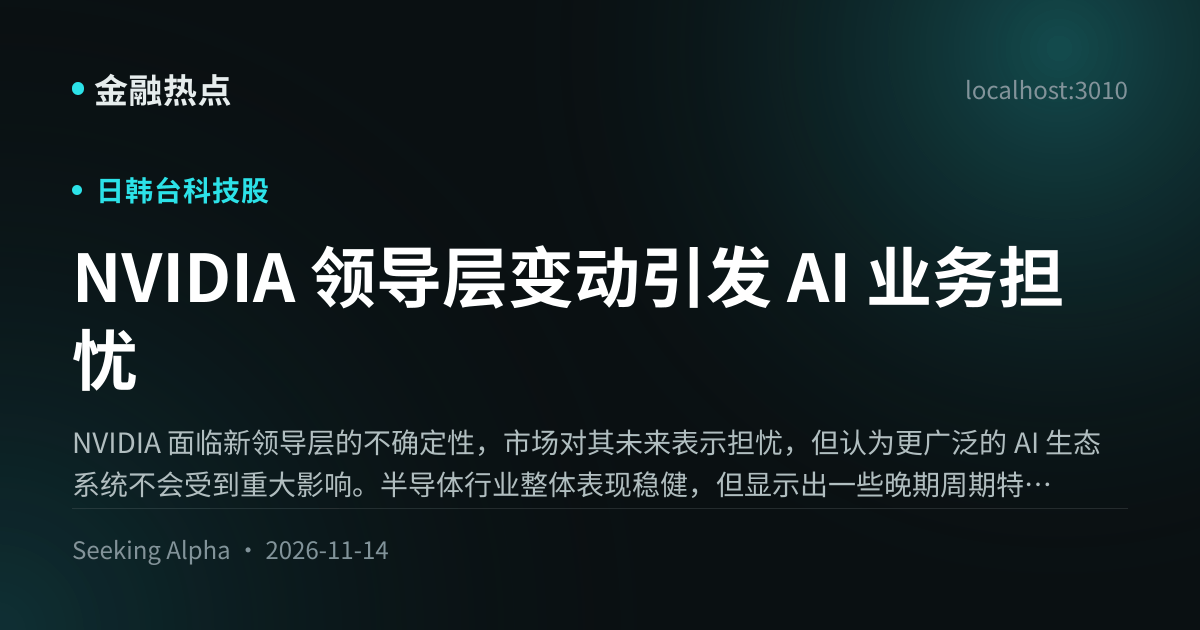 金融热点
localhost:3010
日韩台科技股
NVIDIA 领导层变动引发 AI 业务担
忧
NVIDIA 面临新领导层的不确定性，市场对其未来表示担忧，但认为更广泛的 AI 生态
系统不会受到重大影响。半导体行业整体表现稳健，但显示出一些晚期周期特…
Seeking Alpha • 2026-11-14